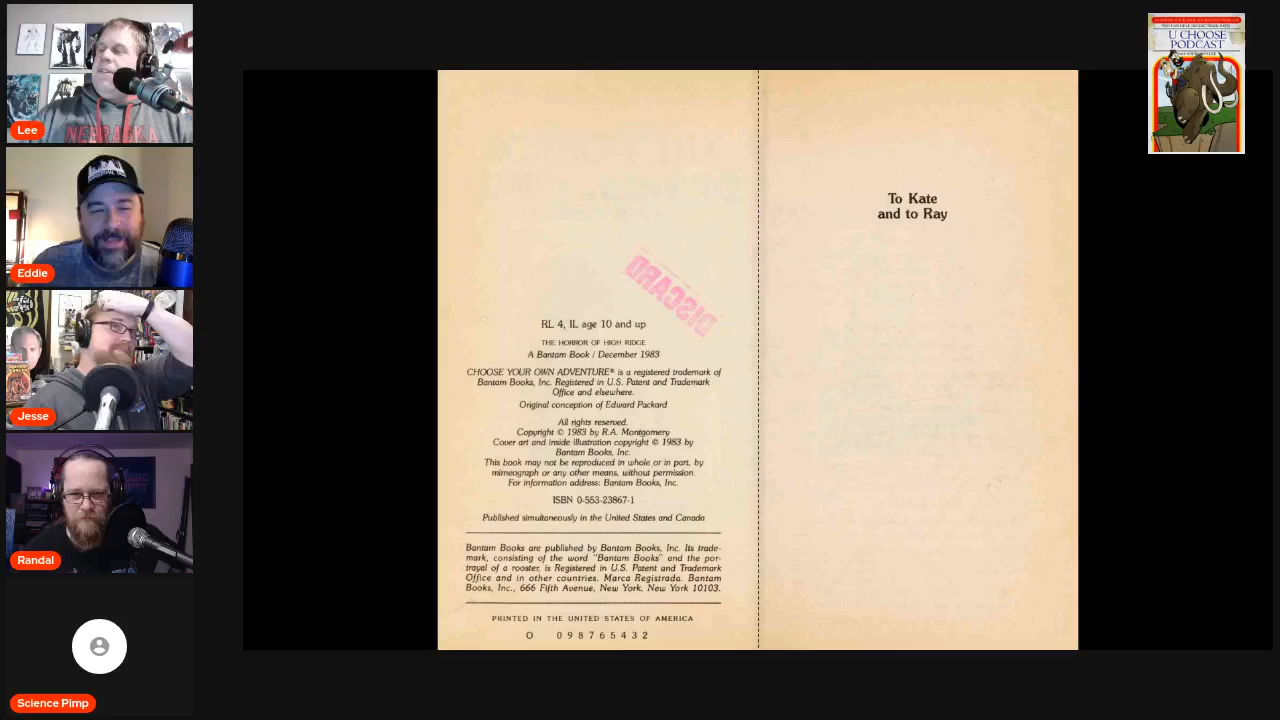 Lee
NEBRASKA
Eddie
Jesse
Randal
Science Pimp
DISCARD
RL 4, IL age 10 and up
THE HORROR OF HIGH RIDGE
A Bantam Book / December 1983
CHOOSE YOUR OWN ADVENTURE® is a registered trademark of
Bantam Books, Inc. Registered in U.S. Patent and Trademark
Office and elsewhere.
Original conception of Edward Packard
All rights reserved.
Copyright © 1983 by R.A. Montgomery
Cover art and inside illustration copyright © 1983 by
Bantam Books, Inc.
This book may not be reproduced in whole or in part, by
mimeograph or any other means, without permission.
For information address: Bantam Books, Inc.
ISBN 0-553-23867-1
Published simultaneously in the United States and Canada
Bantam Books are published by Bantam Books, Inc. Its trade-
mark, consisting of the word "Bantam Books" and the por-
trayal of a rooster, is Registered in U.S. Patent and Trademark
Office and in other countries. Marca Registrada. Bantam
Books, Inc., 666 Fifth Avenue, New York, New York 10103.
PRINTED IN THE UNITED STATES OF AMERICA
O 0 9 8 7 6 5 4 3 2
To Kate
and to Ray
U CHOOSE
PODCAST